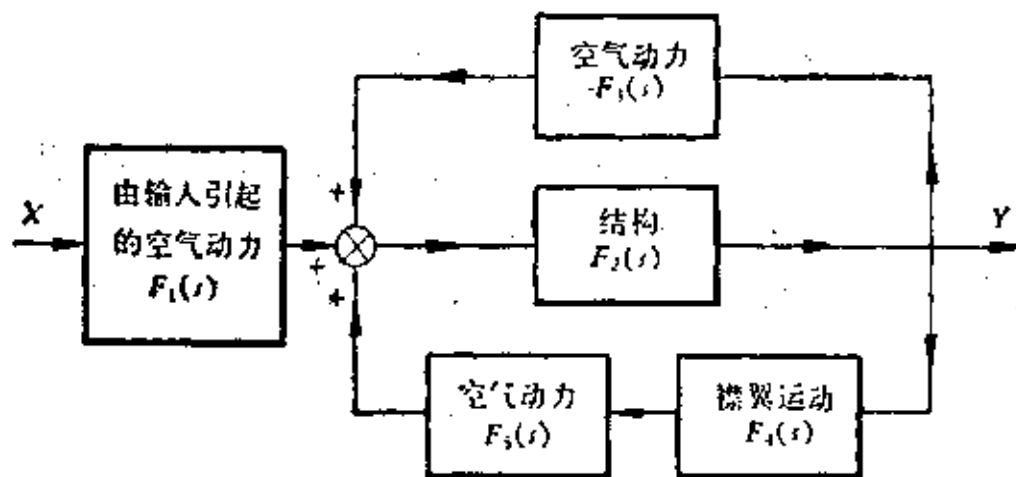 空气动力
-F₃(s)
+
X
由输入引起
的空气动力
F₁(s)
+
+
结构
F₂(s)
Y
空气动力
F₅(s)
襟翼运动
F₄(s)